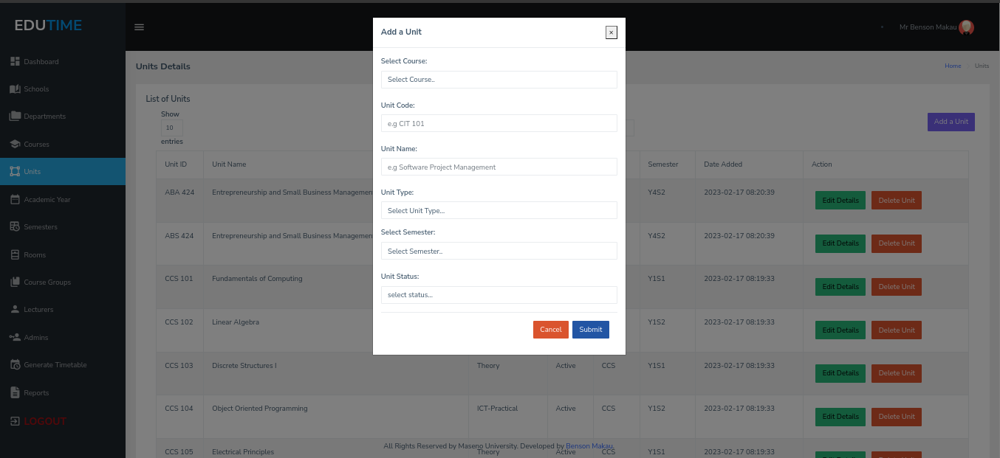 EDUTIME
Mr Benson Makau
Dashboard
Schools
Departments
Courses
Units
Academic Year
Semesters
Rooms
Course Groups
Lecturers
Admins
Generate Timetable
Reports
LOGOUT
Units Details
Home
Units
List of Units
Show
10
entries
Add a Unit
Unit ID Unit Name Semester Date Added Action
ABA 424 Entrepreneurship and Small Business Managemen Y4S2 2023-02-17 08:20:39 Edit Details Delete Unit
ABS 424 Entrepreneurship and Small Business Managemen Y4S2 2023-02-17 08:20:39 Edit Details Delete Unit
CCS 101 Fundamentals of Computing Y1S1 2023-02-17 08:19:33 Edit Details Delete Unit
CCS 102 Linear Algebra Y1S2 2023-02-17 08:19:33 Edit Details Delete Unit
CCS 103 Discrete Structures I Theory Active CCS Y1S1 2023-02-17 08:19:33 Edit Details Delete Unit
CCS 104 Object Oriented Programming ICT-Practical Active CCS Y1S2 2023-02-17 08:19:33 Edit Details Delete Unit
CCS 105 Electrical Principles Theory Active CCS Y1S1 2023-02-17 08:19:33 Edit Details Delete Unit
All Rights Reserved by Maseno University. Developed by Benson Makau.
Add a Unit
×
Select Course:
Select Course..
Unit Code:
e.g CIT 101
Unit Name:
e.g Software Project Management
Unit Type:
Select Unit Type...
Select Semester:
Select Semester..
Unit Status:
select status...
Cancel
Submit